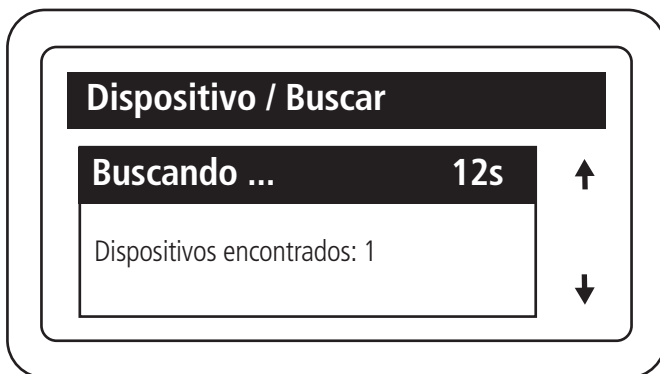 Dispositivo / Buscar
Buscando ... 12s
Dispositivos encontrados: 1